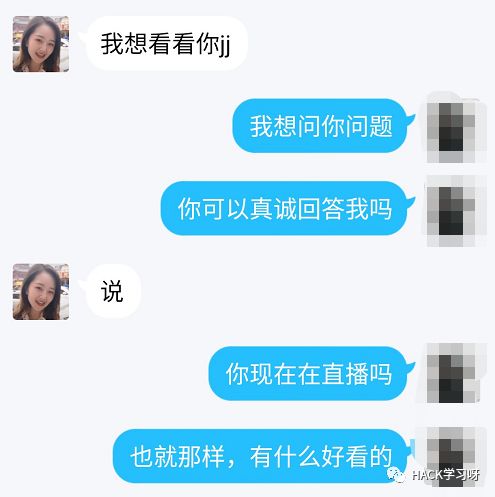 我想看看你jj
我想问你问题
你可以真诚回答我吗
说
你现在在直播吗
也就那样，有什么好看的
HACK学习呀